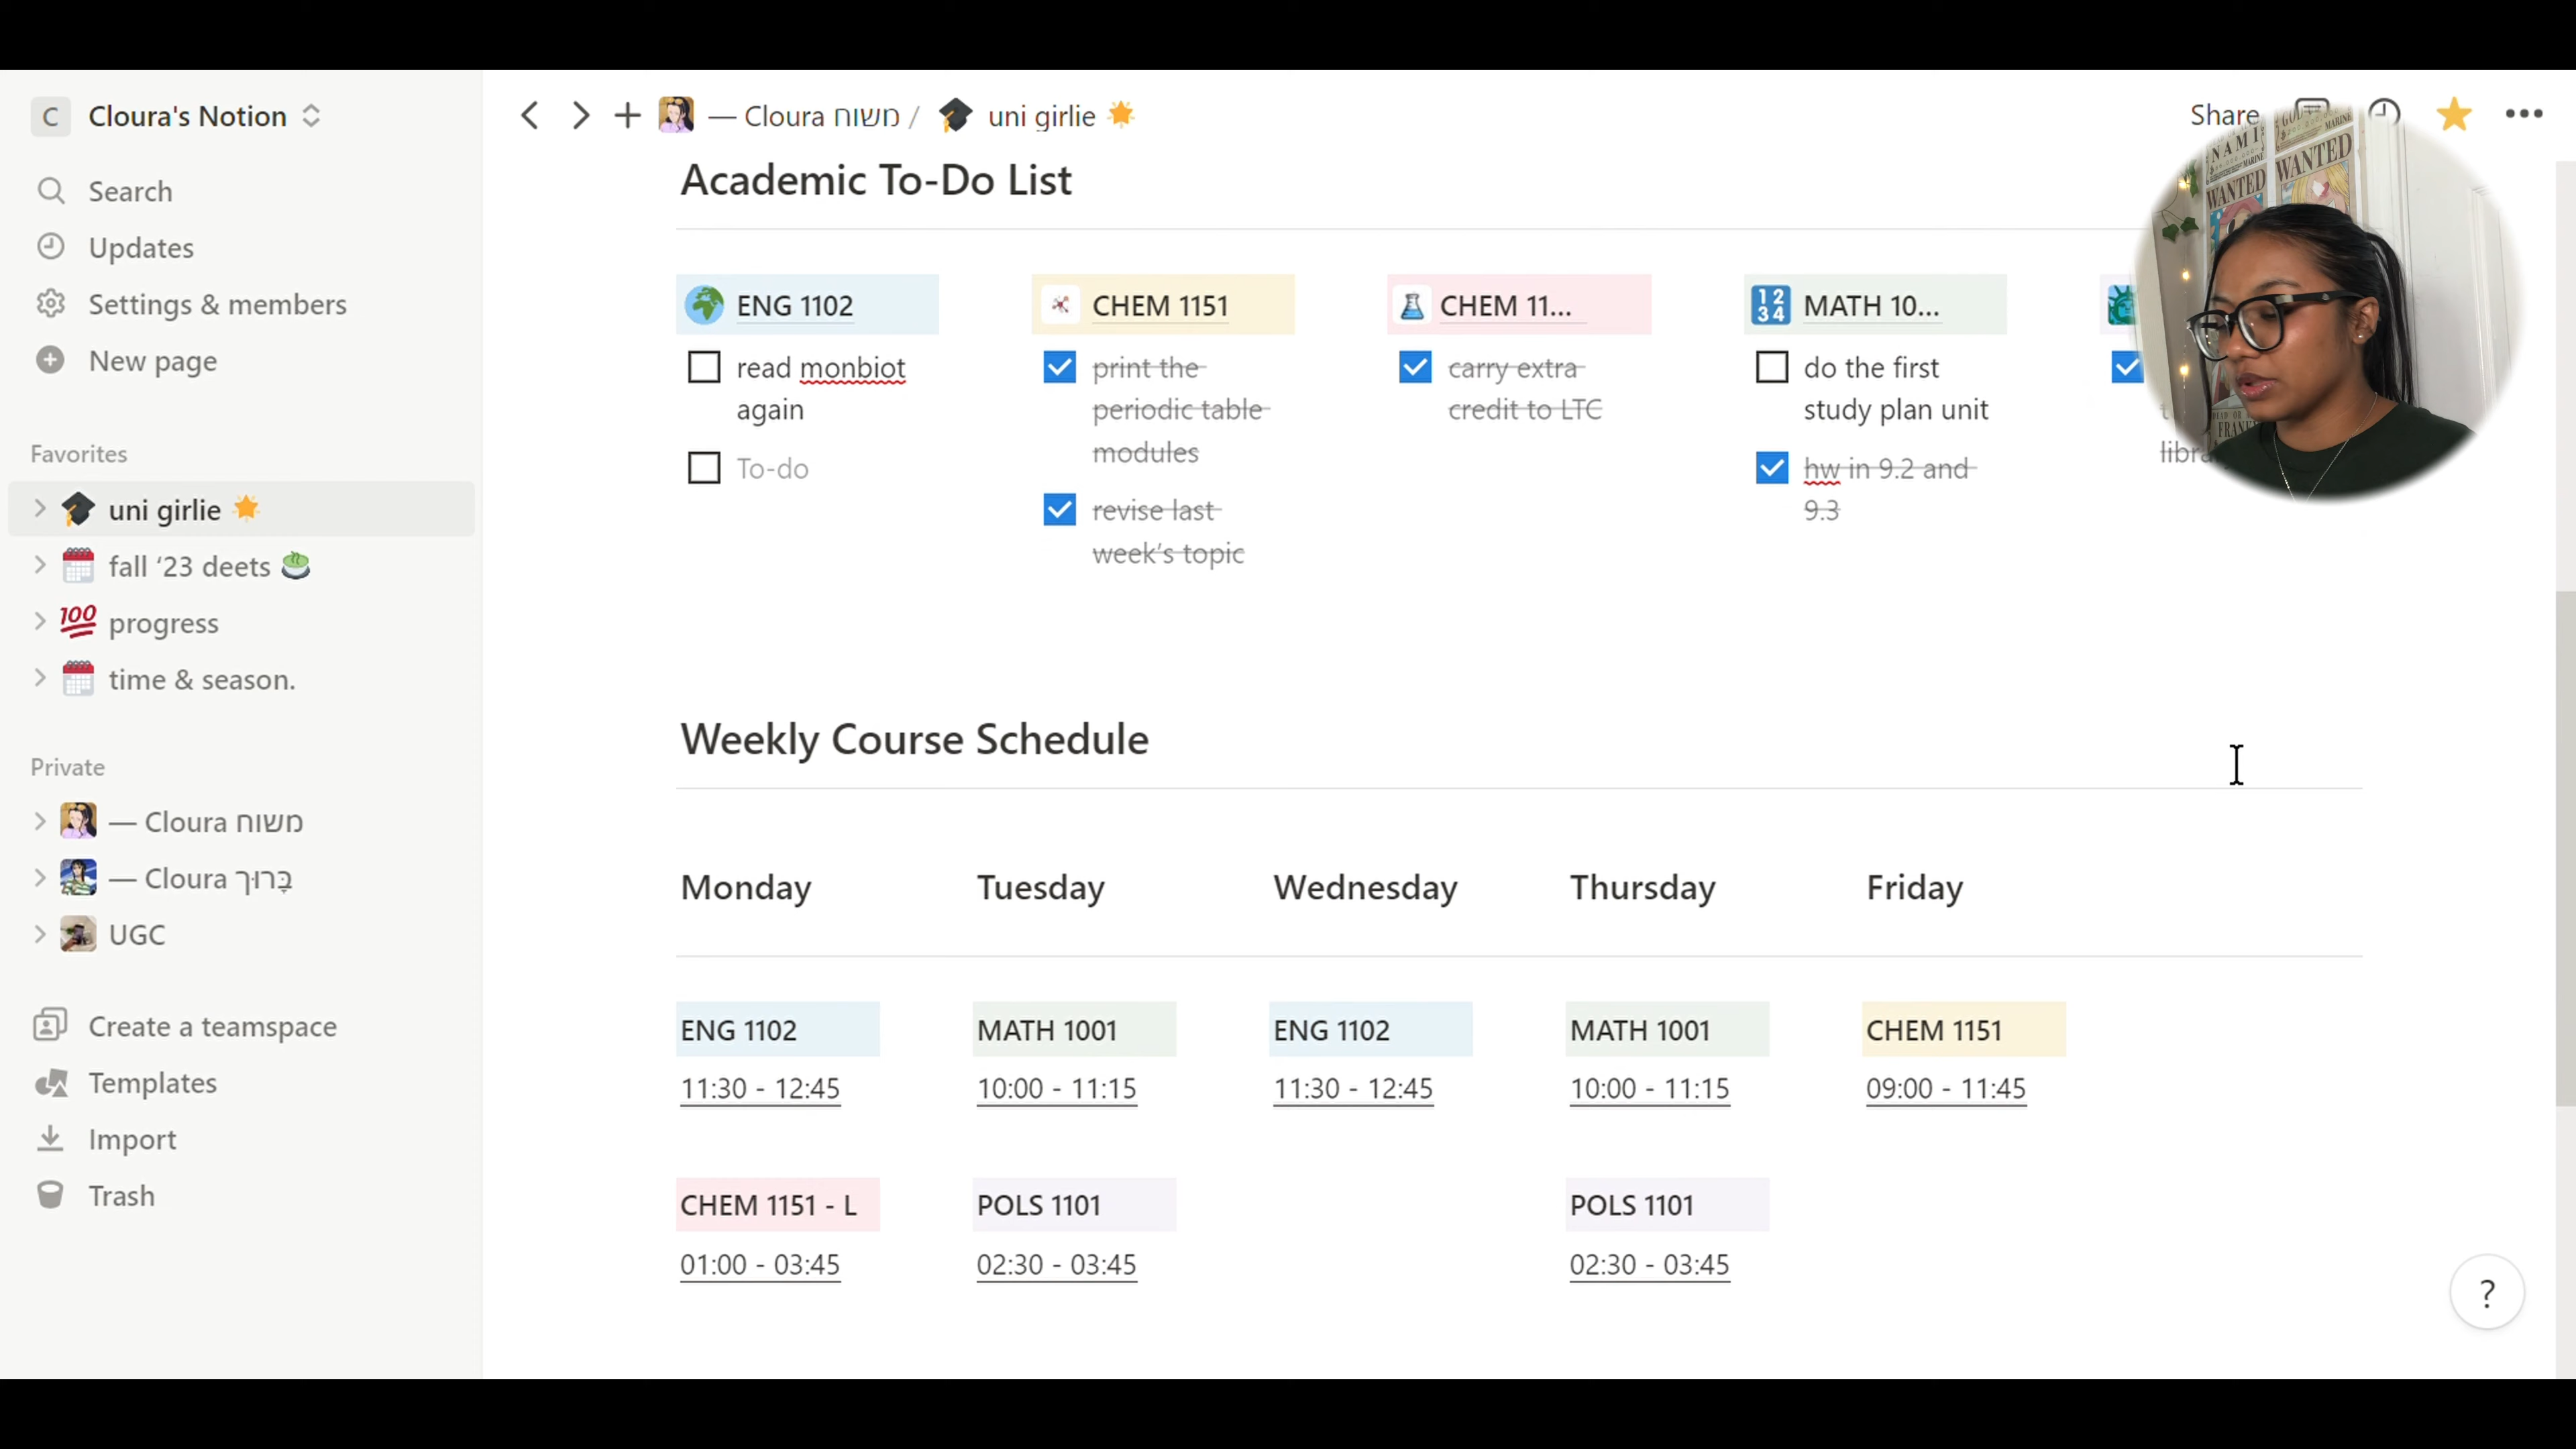 C Cloura's Notion
Search
Updates
Settings & members
New page
Favorites
uni girlie
fall ‘23 deets
progress
time & season.
Private
— Cloura משוח
— Cloura בָּרוּך
UGC
Create a teamspace
Templates
Import
Trash
— Cloura משוח / uni girlie
Share
Academic To-Do List
ENG 1102
read monbiot
again
To-do
CHEM 1151
print the
periodic table
modules
revise last
week’s topic
CHEM 11...
carry extra
credit to LTC
MATH 10...
do the first
study plan unit
hw in 9.2 and
9.3
NAMI
MARINE
WANTED
WANTED
MARINE
Weekly Course Schedule
Monday
Tuesday
Wednesday
Thursday
Friday
ENG 1102
MATH 1001
ENG 1102
MATH 1001
CHEM 1151
11:30 - 12:45
10:00 - 11:15
11:30 - 12:45
10:00 - 11:15
09:00 - 11:45
CHEM 1151 - L
POLS 1101
POLS 1101
01:00 - 03:45
02:30 - 03:45
02:30 - 03:45
?